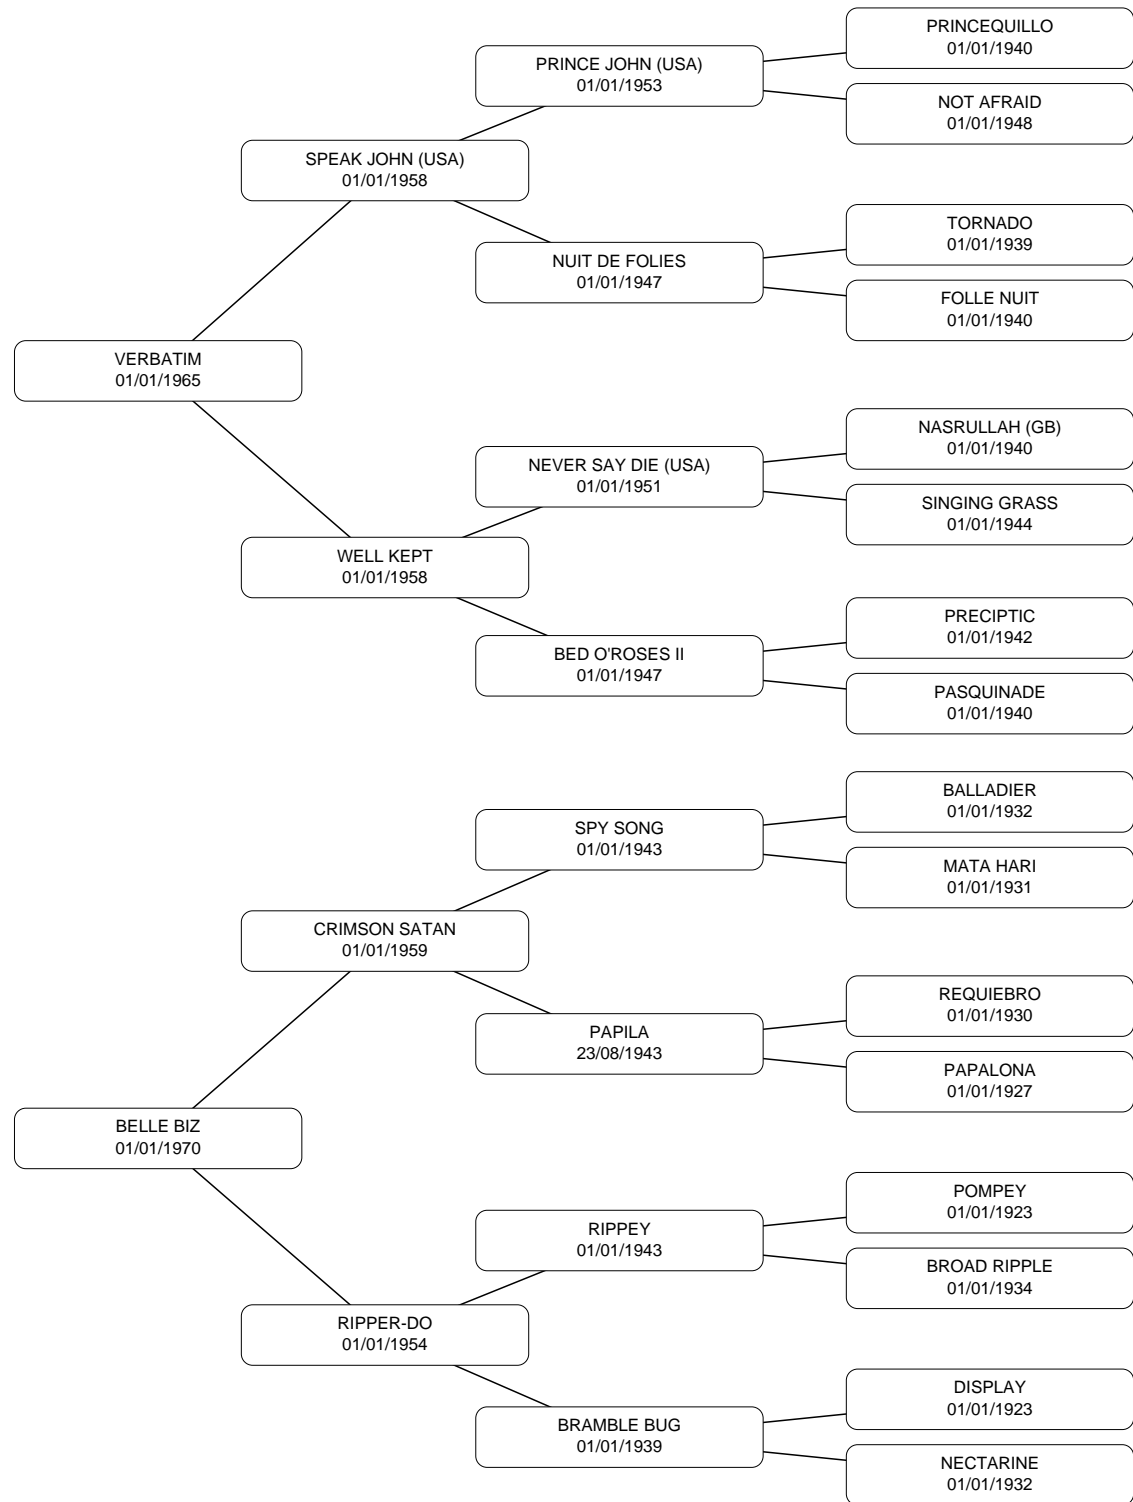 PRINCEQUILLO
01/01/1940
PRINCE JOHN (USA)
01/01/1953
NOT AFRAID
01/01/1948
SPEAK JOHN (USA)
01/01/1958
TORNADO
01/01/1939
NUIT DE FOLIES
01/01/1947
FOLLE NUIT
01/01/1940
VERBATIM
01/01/1965
NASRULLAH (GB)
01/01/1940
NEVER SAY DIE (USA)
01/01/1951
SINGING GRASS
01/01/1944
WELL KEPT
01/01/1958
PRECIPTIC
01/01/1942
BED O'ROSES II
01/01/1947
PASQUINADE
01/01/1940
BALLADIER
01/01/1932
SPY SONG
01/01/1943
MATA HARI
01/01/1931
CRIMSON SATAN
01/01/1959
REQUIEBRO
01/01/1930
PAPILA
23/08/1943
PAPALONA
01/01/1927
BELLE BIZ
01/01/1970
POMPEY
01/01/1923
RIPPEY
01/01/1943
BROAD RIPPLE
01/01/1934
RIPPER-DO
01/01/1954
DISPLAY
01/01/1923
BRAMBLE BUG
01/01/1939
NECTARINE
01/01/1932